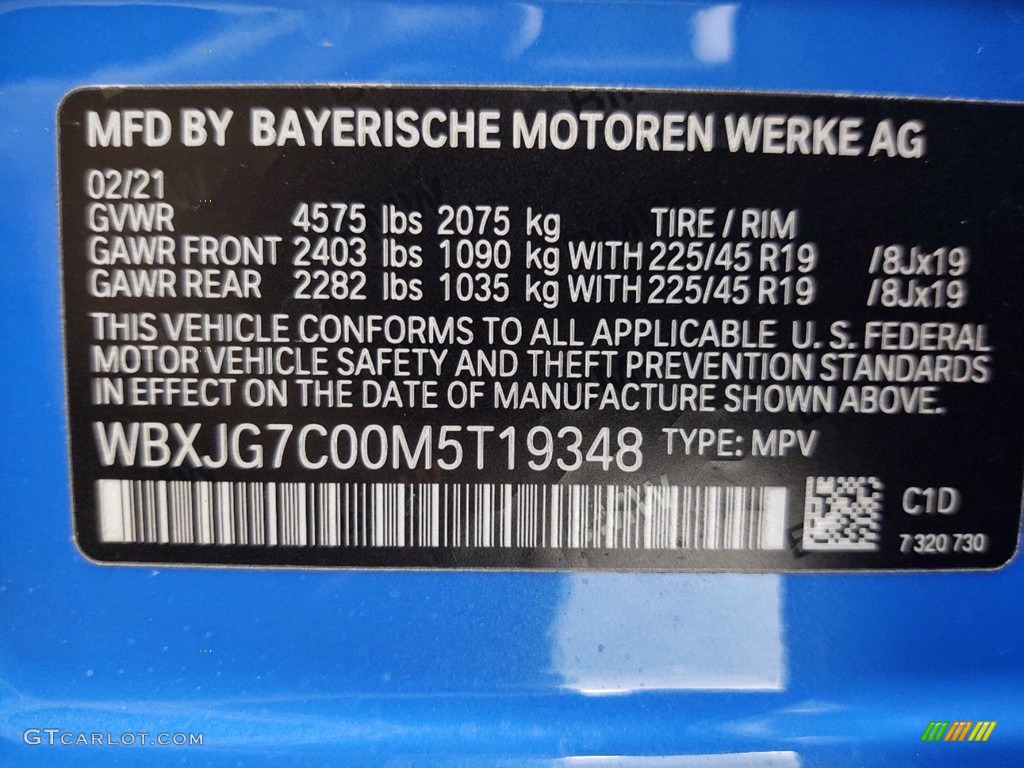 MFD BY BAYERISCHE MOTOREN WERKE AG
02/21
GVWR 4575 lbs 2075 kg TIRE / RIM
GAWR FRONT 2403 lbs 1090 kg WITH 225/45 R19 /8Jx19
GAWR REAR 2282 lbs 1035 kg WITH 225/45 R19 /8Jx19
THIS VEHICLE CONFORMS TO ALL APPLICABLE U. S. FEDERAL
MOTOR VEHICLE SAFETY AND THEFT PREVENTION STANDARDS
IN EFFECT ON THE DATE OF MANUFACTURE SHOWN ABOVE.
WBXJG7C00M5T19348 TYPE: MPV
C1D
7 320 730
GTCARLOT.COM